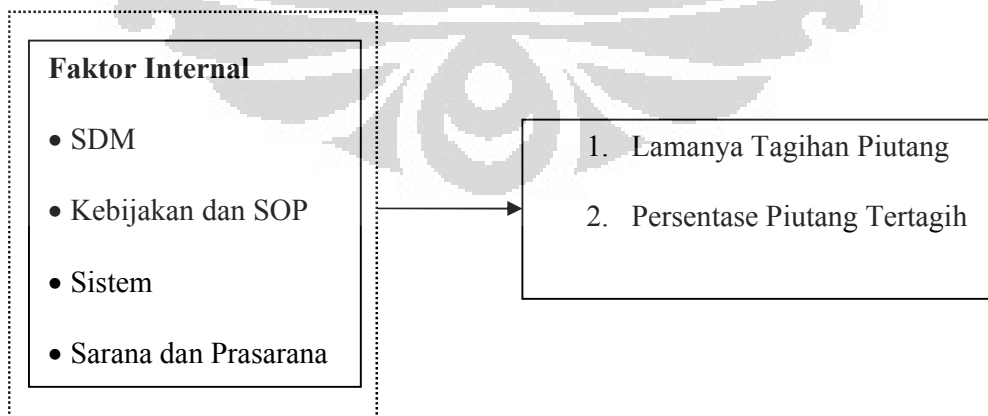 Faktor Internal
• SDM
• Kebijakan dan SOP
• Sistem
• Sarana dan Prasarana
1. Lamanya Tagihan Piutang
2. Persentase Piutang Tertagih